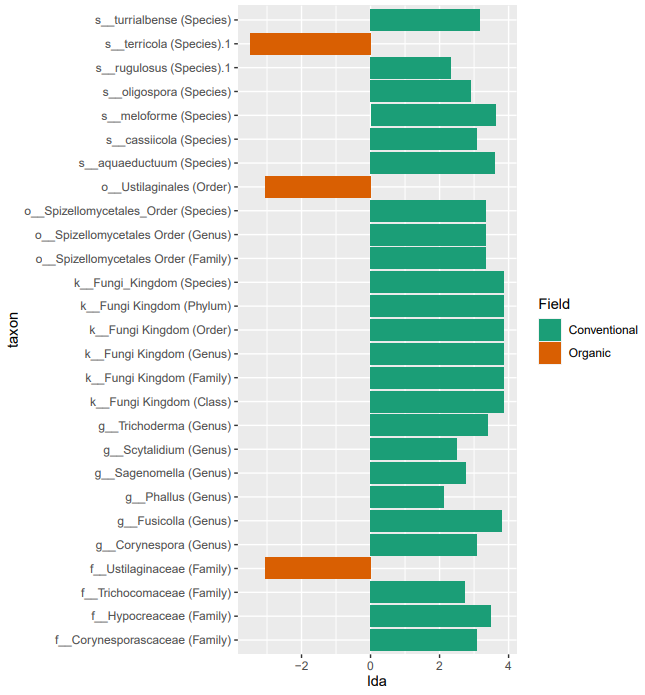 s__turrialbense (Species)
s__terricola (Species).1
s__rugulosus (Species).1
s__oligospora (Species)
s__meloforme (Species)
s__cassiicola (Species)
s__aquaeductuum (Species)
o__Ustilaginales (Order)
o__Spizellomycetales_Order (Species)
o__Spizellomycetales Order (Genus)
o__Spizellomycetales Order (Family)
k__Fungi_Kingdom (Species)
k__Fungi Kingdom (Phylum)
k__Fungi Kingdom (Order)
k__Fungi Kingdom (Genus)
k__Fungi Kingdom (Family)
k__Fungi Kingdom (Class)
g__Trichoderma (Genus)
g__Scytalidium (Genus)
g__Sagenomella (Genus)
g__Phallus (Genus)
g__Fusicolla (Genus)
g__Corynespora (Genus)
f__Ustilaginaceae (Family)
f__Trichocomaceae (Family)
f__Hypocreaceae (Family)
f__Corynesporascaceae (Family)
taxon
−2 0 2 4
lda
Field
Conventional
Organic